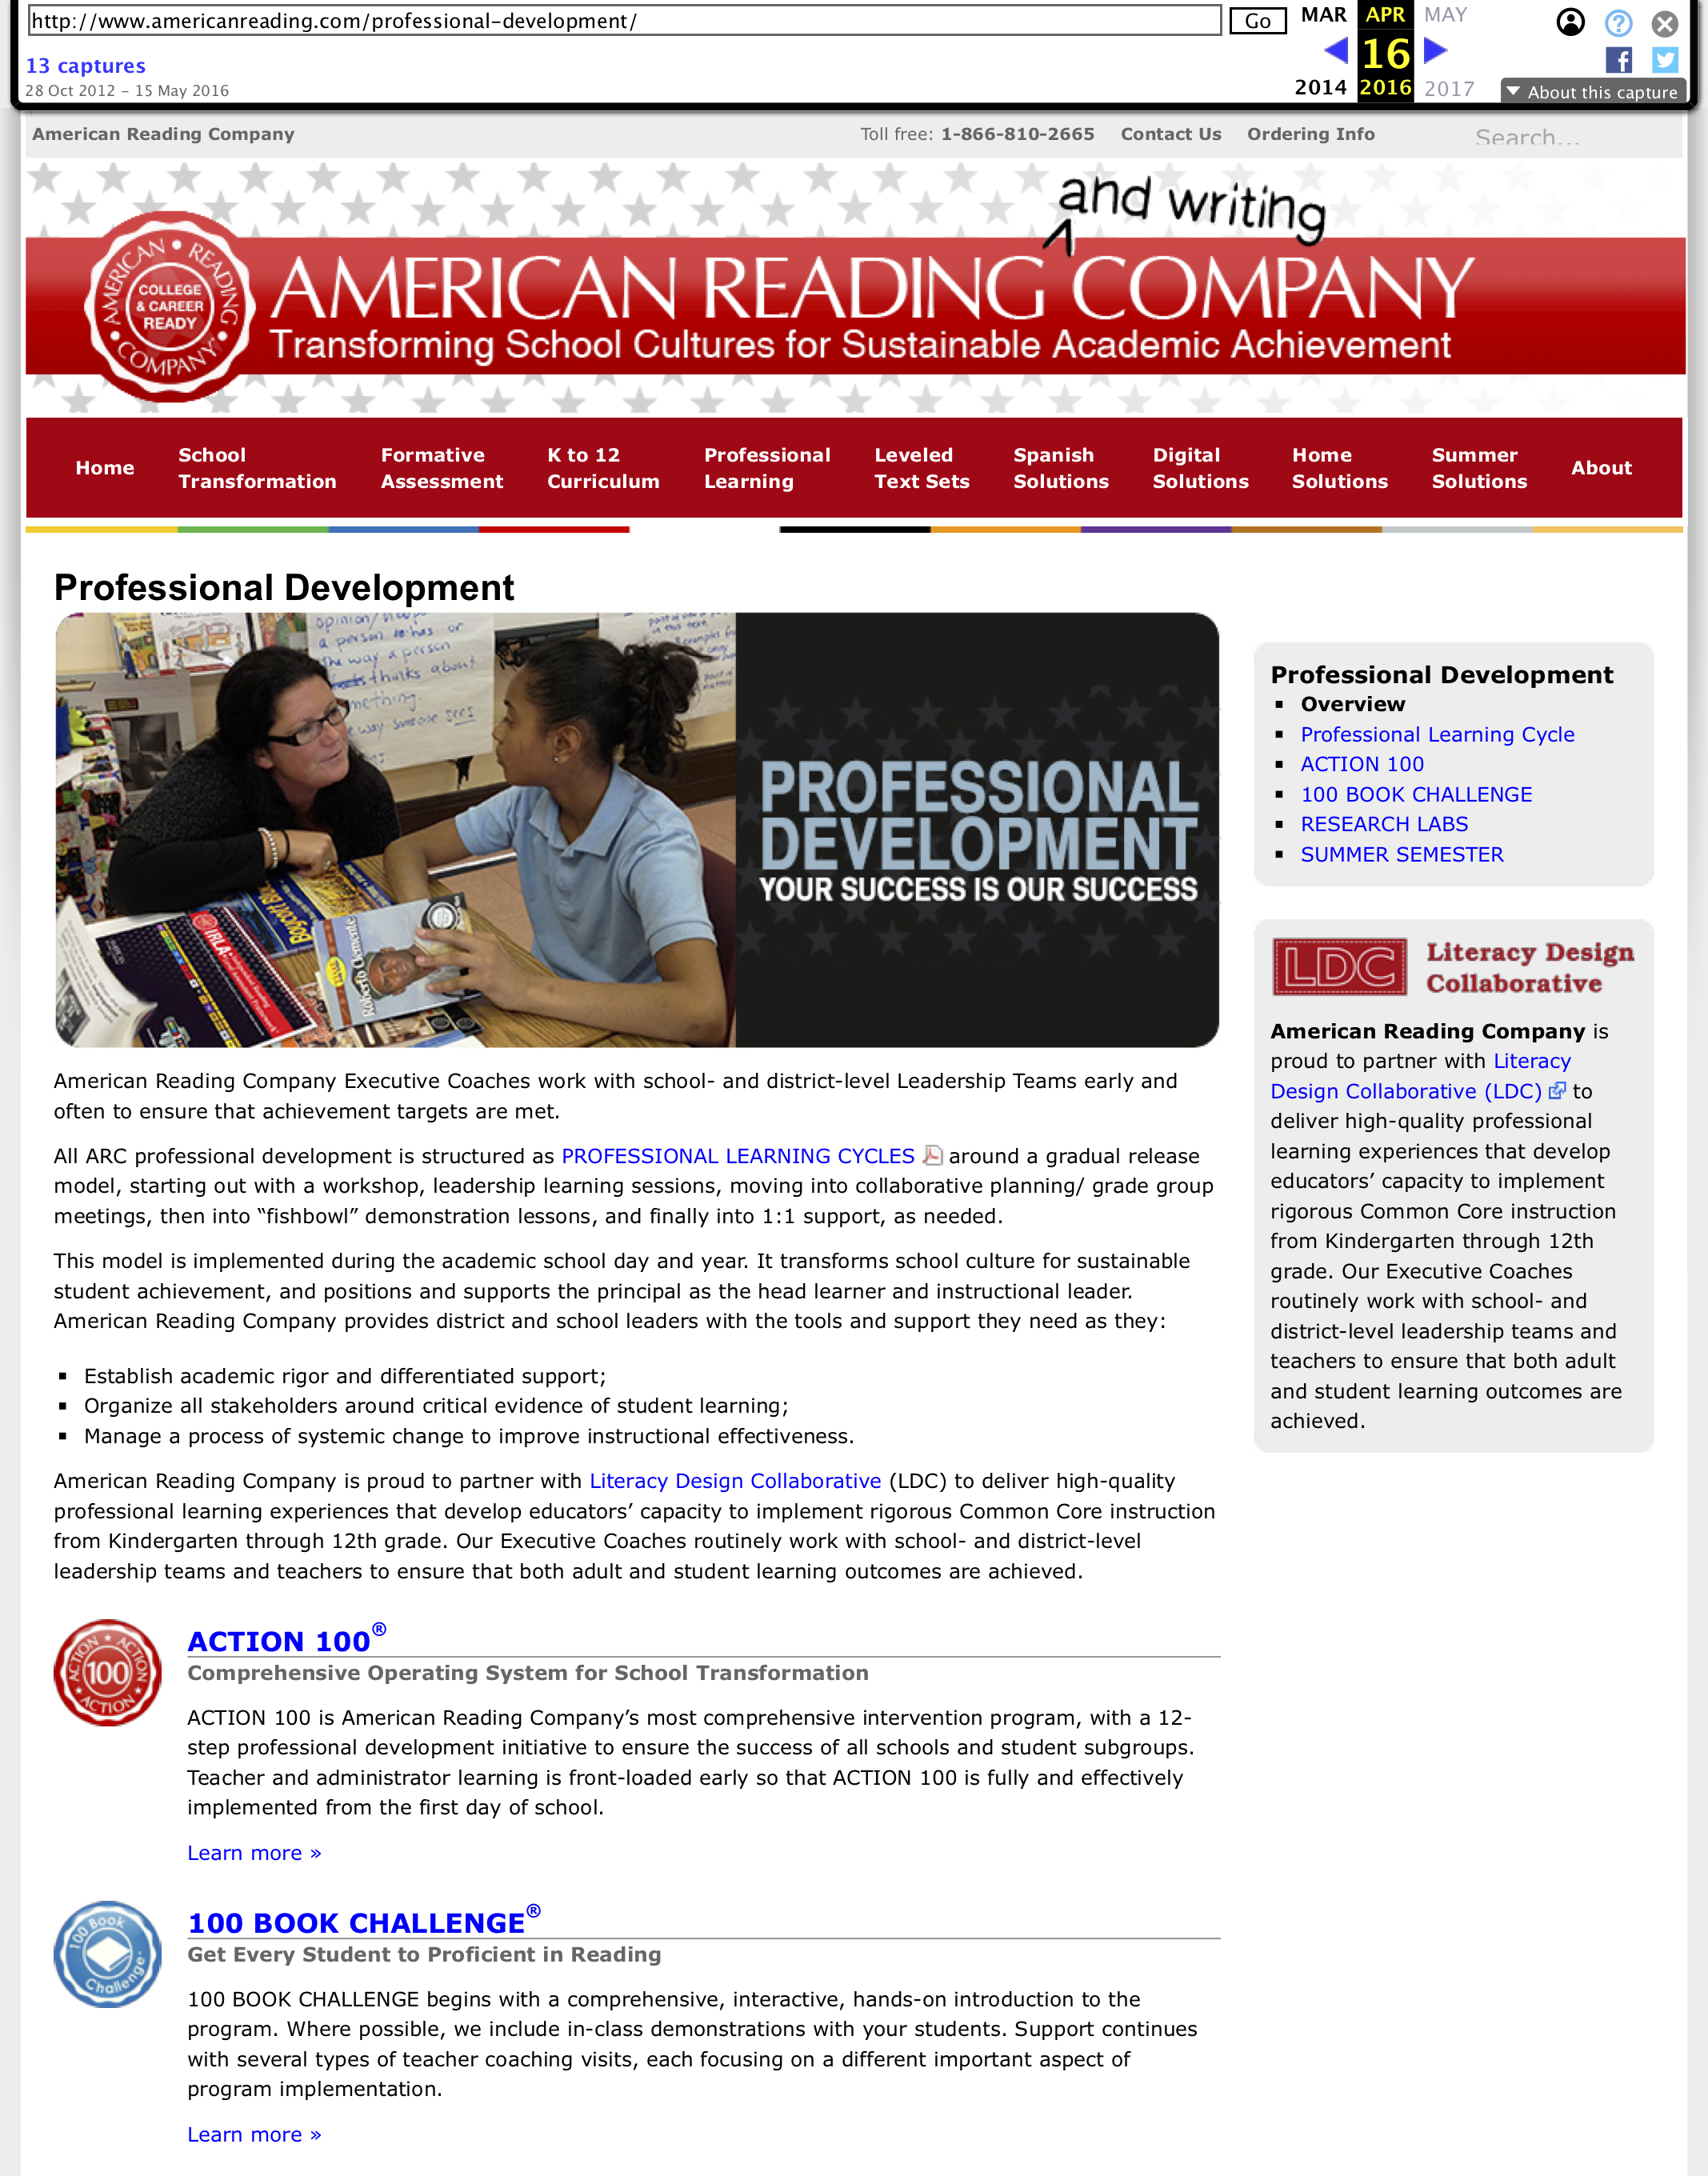 http://www.americanreading.com/professional-development/
Go
MAR
APR
MAY
16
2014
2016
2017
13 captures
28 Oct 2012 – 15 May 2016
About this capture
American Reading Company
Toll free: 1-866-810-2665
Contact Us
Ordering Info
Search...
and writing
AMERICAN READING COMPANY
COLLEGE & CAREER READY
AMERICAN READING COMPANY
Transforming School Cultures for Sustainable Academic Achievement
Home
School Transformation
Formative Assessment
K to 12 Curriculum
Professional Learning
Leveled Text Sets
Spanish Solutions
Digital Solutions
Home Solutions
Summer Solutions
About
Professional Development
a person
the way a person
thinks about
something.
way someone sees
IRLA:
Roberto Clemente
PROFESSIONAL
DEVELOPMENT
YOUR SUCCESS IS OUR SUCCESS
American Reading Company Executive Coaches work with school- and district-level Leadership Teams early and
often to ensure that achievement targets are met.
All ARC professional development is structured as PROFESSIONAL LEARNING CYCLES around a gradual release
model, starting out with a workshop, leadership learning sessions, moving into collaborative planning/ grade group
meetings, then into “fishbowl” demonstration lessons, and finally into 1:1 support, as needed.
This model is implemented during the academic school day and year. It transforms school culture for sustainable
student achievement, and positions and supports the principal as the head learner and instructional leader.
American Reading Company provides district and school leaders with the tools and support they need as they:
▪ Establish academic rigor and differentiated support;
▪ Organize all stakeholders around critical evidence of student learning;
▪ Manage a process of systemic change to improve instructional effectiveness.
American Reading Company is proud to partner with Literacy Design Collaborative (LDC) to deliver high-quality
professional learning experiences that develop educators’ capacity to implement rigorous Common Core instruction
from Kindergarten through 12th grade. Our Executive Coaches routinely work with school- and district-level
leadership teams and teachers to ensure that both adult and student learning outcomes are achieved.
ACTION ACTION 100 ACTION
ACTION 100®
Comprehensive Operating System for School Transformation
ACTION 100 is American Reading Company’s most comprehensive intervention program, with a 12-
step professional development initiative to ensure the success of all schools and student subgroups.
Teacher and administrator learning is front-loaded early so that ACTION 100 is fully and effectively
implemented from the first day of school.
Learn more »
100 Book Challenge
100 BOOK CHALLENGE®
Get Every Student to Proficient in Reading
100 BOOK CHALLENGE begins with a comprehensive, interactive, hands-on introduction to the
program. Where possible, we include in-class demonstrations with your students. Support continues
with several types of teacher coaching visits, each focusing on a different important aspect of
program implementation.
Learn more »
Professional Development
▪ Overview
▪ Professional Learning Cycle
▪ ACTION 100
▪ 100 BOOK CHALLENGE
▪ RESEARCH LABS
▪ SUMMER SEMESTER
LDC
Literacy Design
Collaborative
American Reading Company is
proud to partner with Literacy
Design Collaborative (LDC) to
deliver high-quality professional
learning experiences that develop
educators’ capacity to implement
rigorous Common Core instruction
from Kindergarten through 12th
grade. Our Executive Coaches
routinely work with school- and
district-level leadership teams and
teachers to ensure that both adult
and student learning outcomes are
achieved.